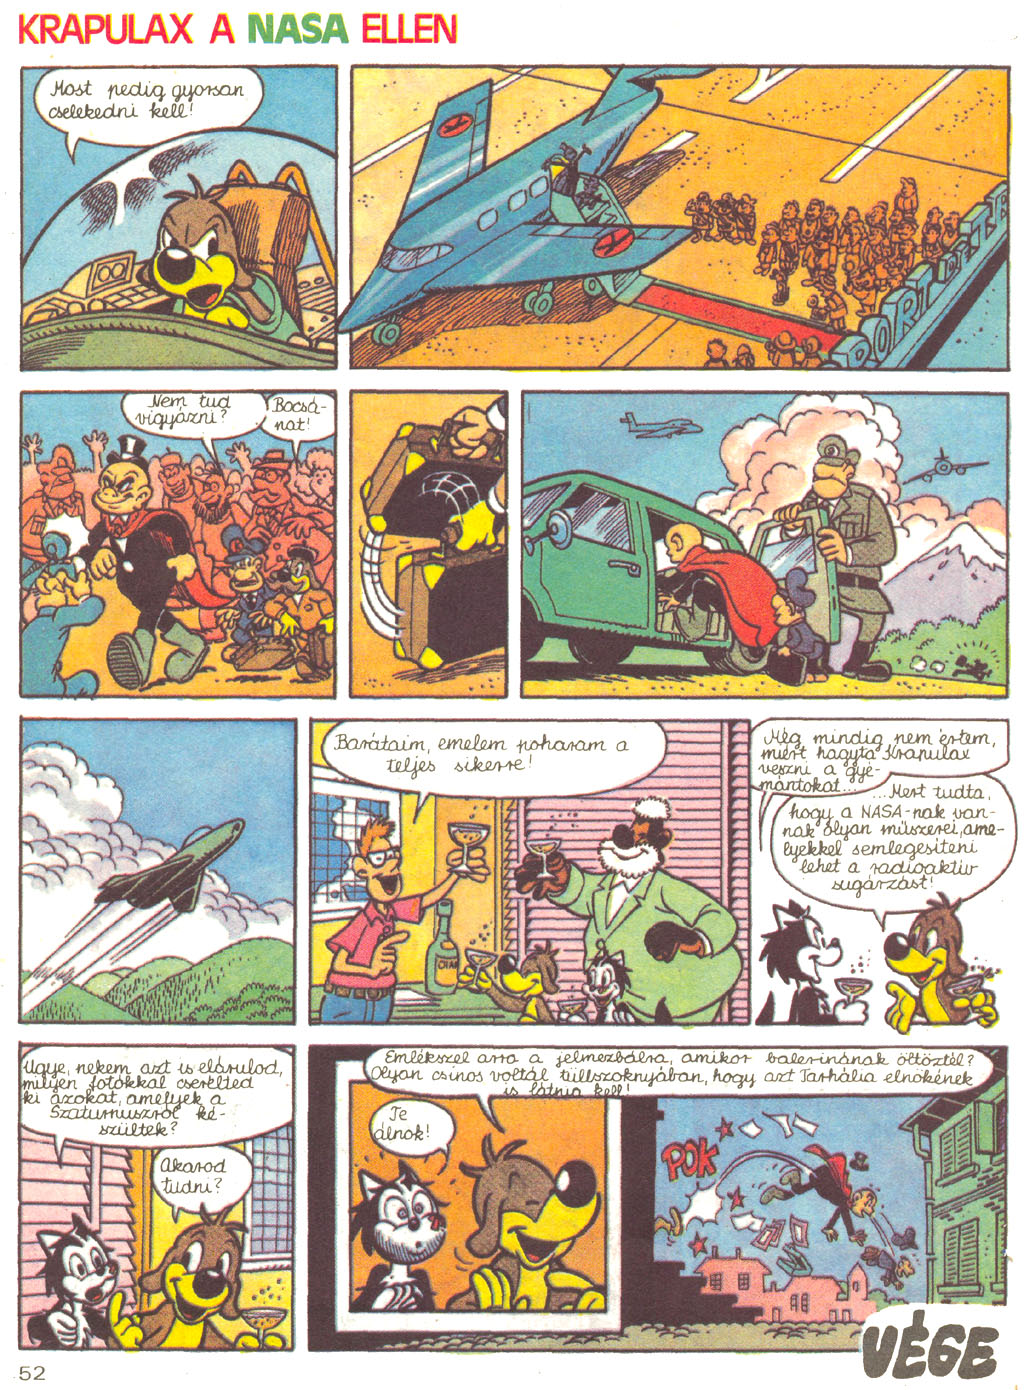 KRAPULAX A NASA ELLEN
Most pedig gyorsan
cselekedni kell!
Nem tud
vigyázni?
Bocsá-
nat!
Barátaim, emelem poharam a
teljes sikerre!
Még mindig nem értem,
miért hagyta Krapulax
veszni a gyé-
mántokat...
...Mert tudta,
hogy a NASA-nak van-
nak olyan műszerei, ame-
lyekkel semlegesíteni
lehet a radioaktív
sugárzást!
Ugye, nekem azt is elárulod,
milyen fotókkal cserélted
ki azokat, amelyek a
Szaturnuszról ké-
szültek?
Akarod
tudni?
Emlékszel arra a jelmezbálra, amikor balerinának öltöztél?
Olyan csinos voltál tüllszoknyában, hogy azt Tarhália elnökének
is látnia kell!
Te
álnok!
POK
VÉGE
52